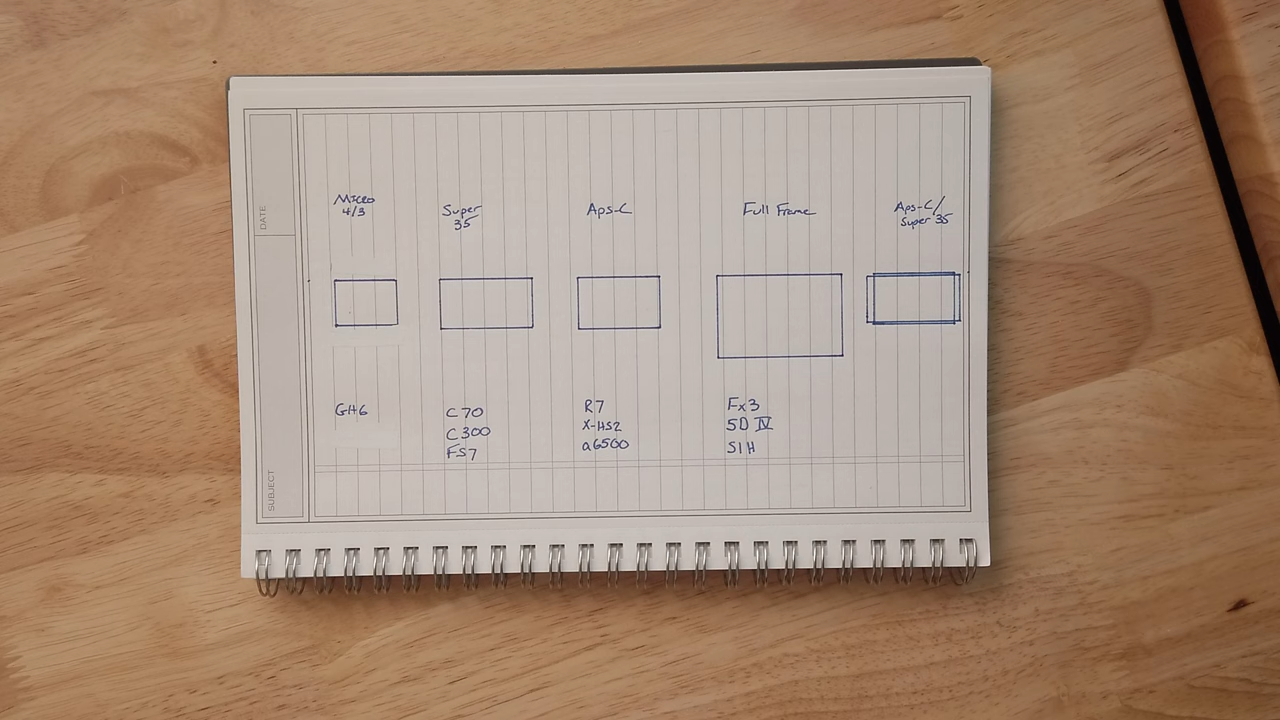 Micro
4/3
Super
35
Aps-C
Full Frame
Aps-C/
Super 35
GH6
C70
C300
FS7
R7
X-HS2
a6500
Fx3
5D IV
S1H
DATE
SUBJECT